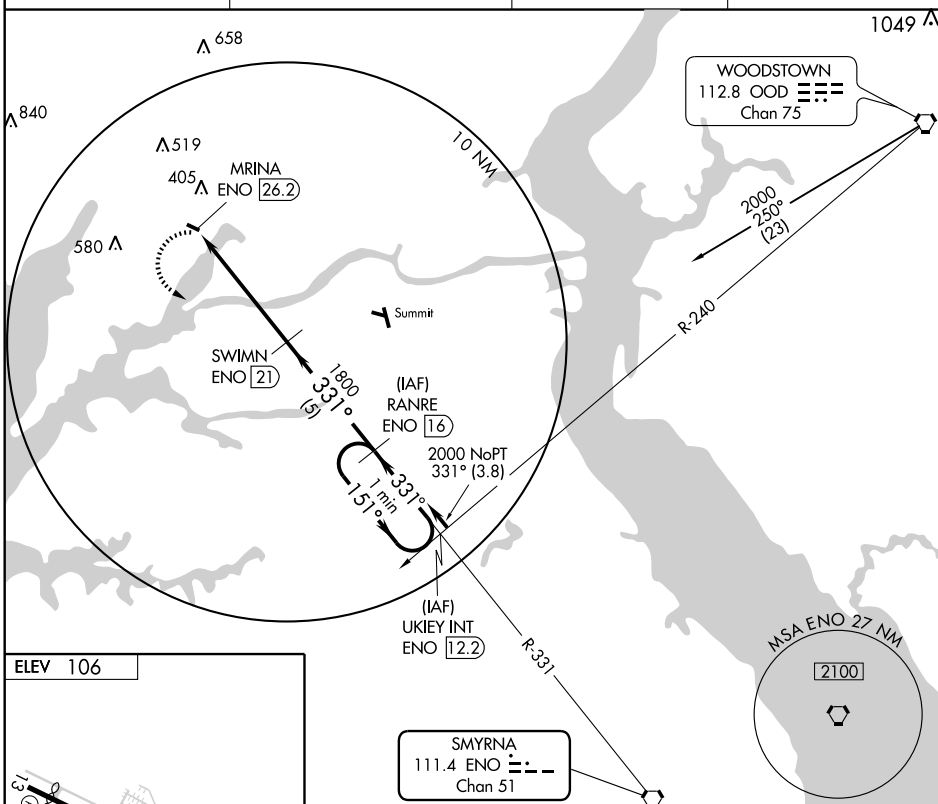 1049
658
840
WOODSTOWN
112.8 OOD
Chan 75
519
10 NM
MRINA
ENO 26.2
405
580
2000
250°
(23)
Summit
R-240
SWIMN
ENO 21
1800
331°
(5)
(IAF)
RANRE
ENO 16
2000 NoPT
331° (3.8)
331°
1 min
151°
(IAF)
UKIEY INT
ENO 12.2
R-331
MSA ENO 27 NM
2100
ELEV 106
SMYRNA
111.4 ENO
Chan 51
13